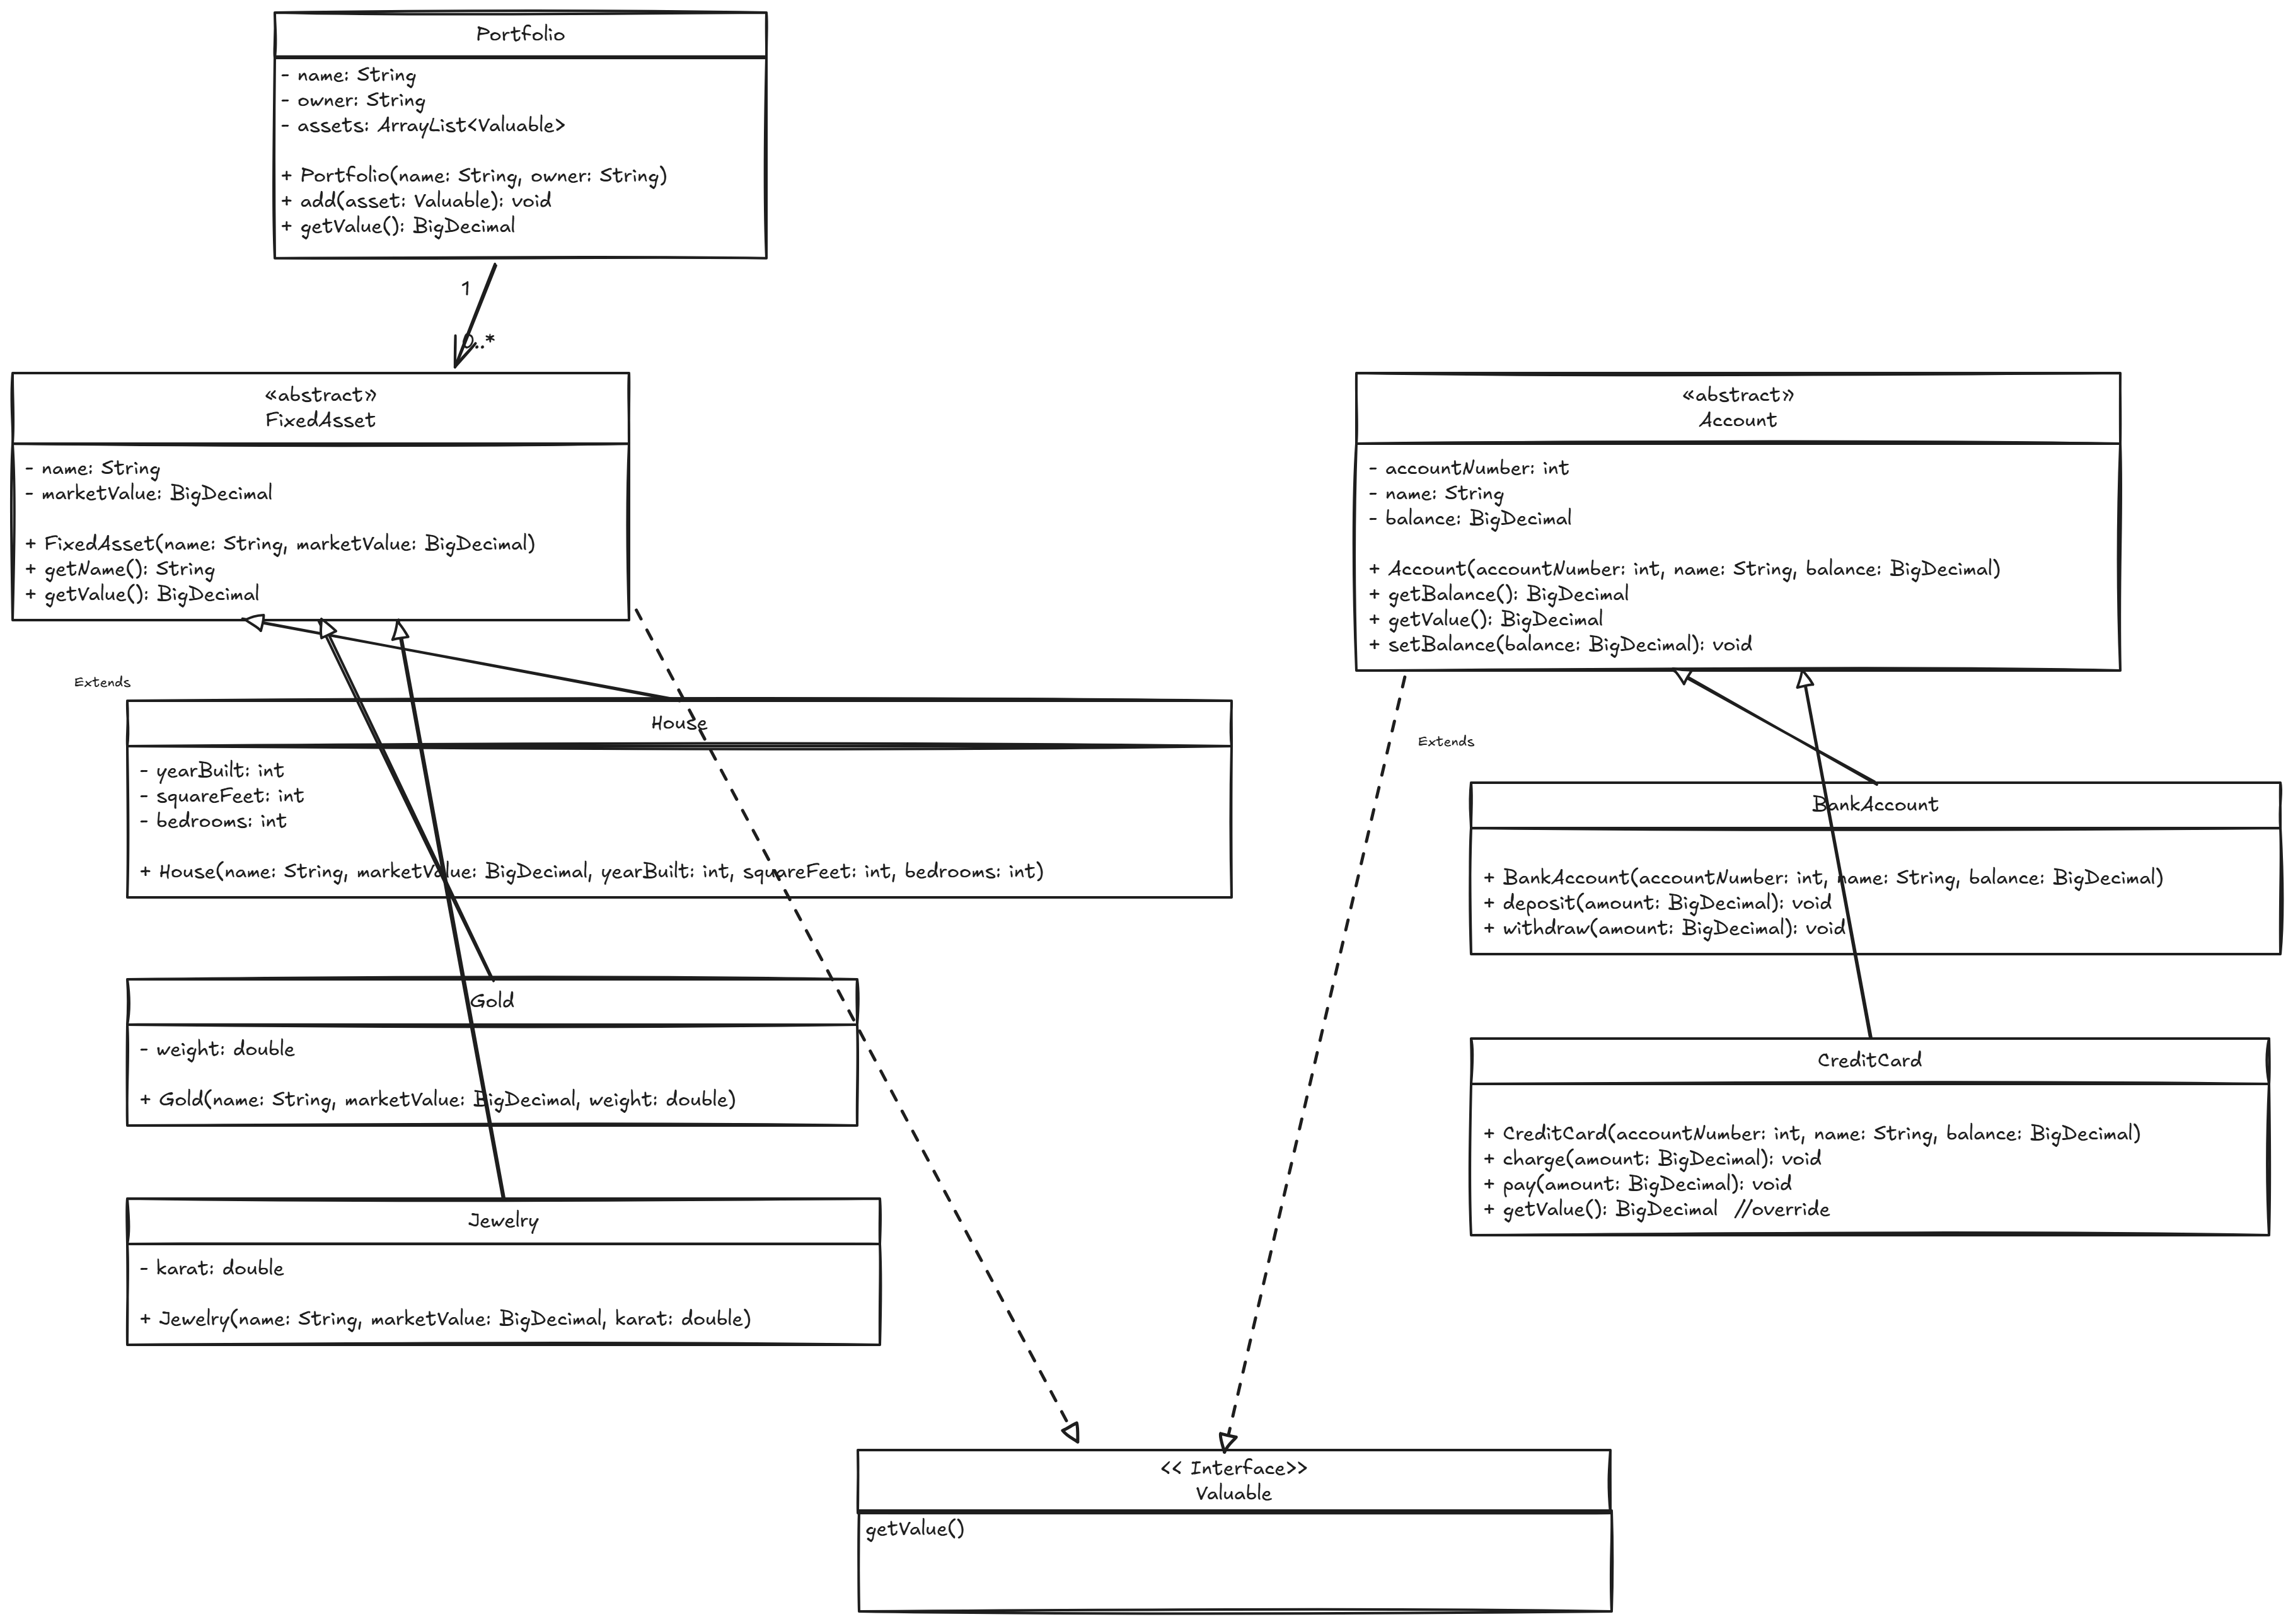 Portfolio
- name: String
- owner: String
- assets: ArrayList<Valuable>
+ Portfolio(name: String, owner: String)
+ add(asset: Valuable): void
+ getValue(): BigDecimal
1
0..*
«abstract»
FixedAsset
- name: String
- marketValue: BigDecimal
+ FixedAsset(name: String, marketValue: BigDecimal)
+ getName(): String
+ getValue(): BigDecimal
«abstract»
Account
- accountNumber: int
- name: String
- balance: BigDecimal
+ Account(accountNumber: int, name: String, balance: BigDecimal)
+ getBalance(): BigDecimal
+ getValue(): BigDecimal
+ setBalance(balance: BigDecimal): void
Extends
House
- yearBuilt: int
- squareFeet: int
- bedrooms: int
+ House(name: String, marketValue: BigDecimal, yearBuilt: int, squareFeet: int, bedrooms: int)
Extends
BankAccount
+ BankAccount(accountNumber: int, name: String, balance: BigDecimal)
+ deposit(amount: BigDecimal): void
+ withdraw(amount: BigDecimal): void
Gold
- weight: double
+ Gold(name: String, marketValue: BigDecimal, weight: double)
CreditCard
+ CreditCard(accountNumber: int, name: String, balance: BigDecimal)
+ charge(amount: BigDecimal): void
+ pay(amount: BigDecimal): void
+ getValue(): BigDecimal //override
Jewelry
- karat: double
+ Jewelry(name: String, marketValue: BigDecimal, karat: double)
<< Interface>>
Valuable
getValue()